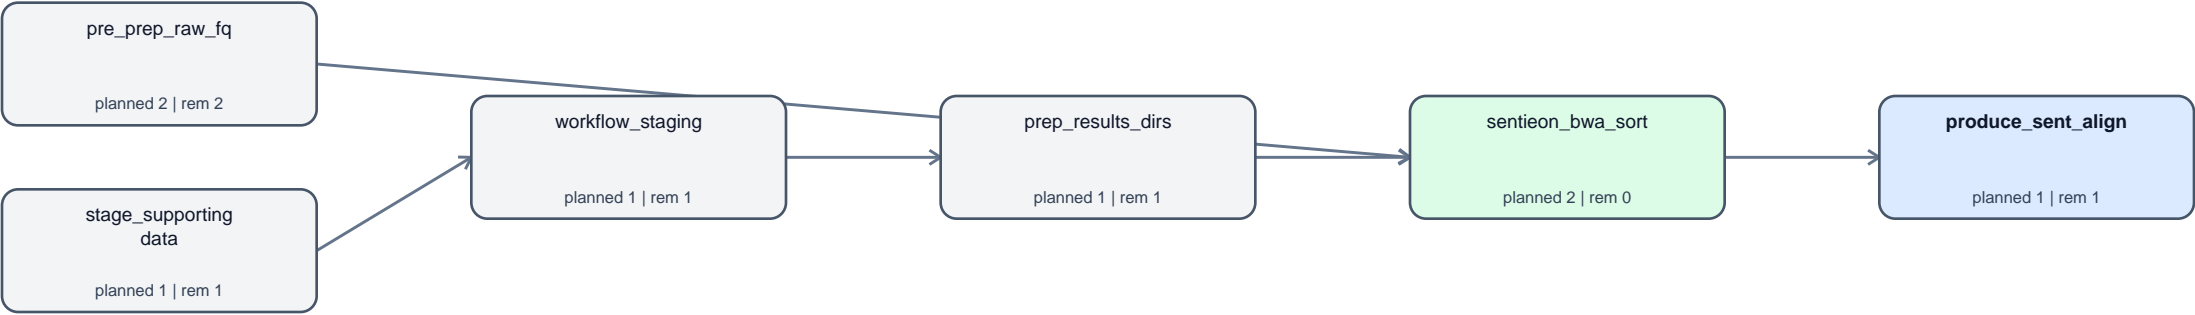 pre_prep_raw_fq
planned 2 | rem 2
stage_supporting
data
planned 1 | rem 1
workflow_staging
planned 1 | rem 1
prep_results_dirs
planned 1 | rem 1
sentieon_bwa_sort
planned 2 | rem 0
produce_sent_align
planned 1 | rem 1